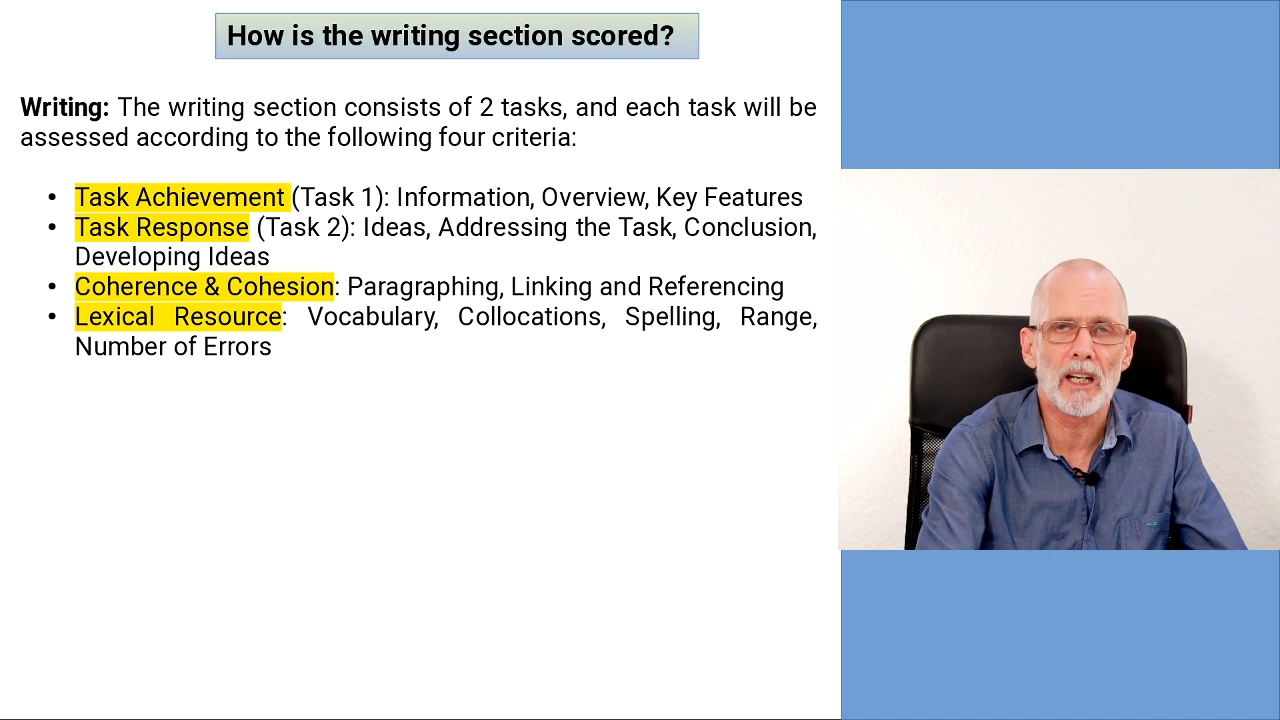 How is the writing section scored?
Writing: The writing section consists of 2 tasks, and each task will be
assessed according to the following four criteria:
• Task Achievement (Task 1): Information, Overview, Key Features
• Task Response (Task 2): Ideas, Addressing the Task, Conclusion,
Developing Ideas
• Coherence & Cohesion: Paragraphing, Linking and Referencing
• Lexical Resource: Vocabulary, Collocations, Spelling, Range,
Number of Errors